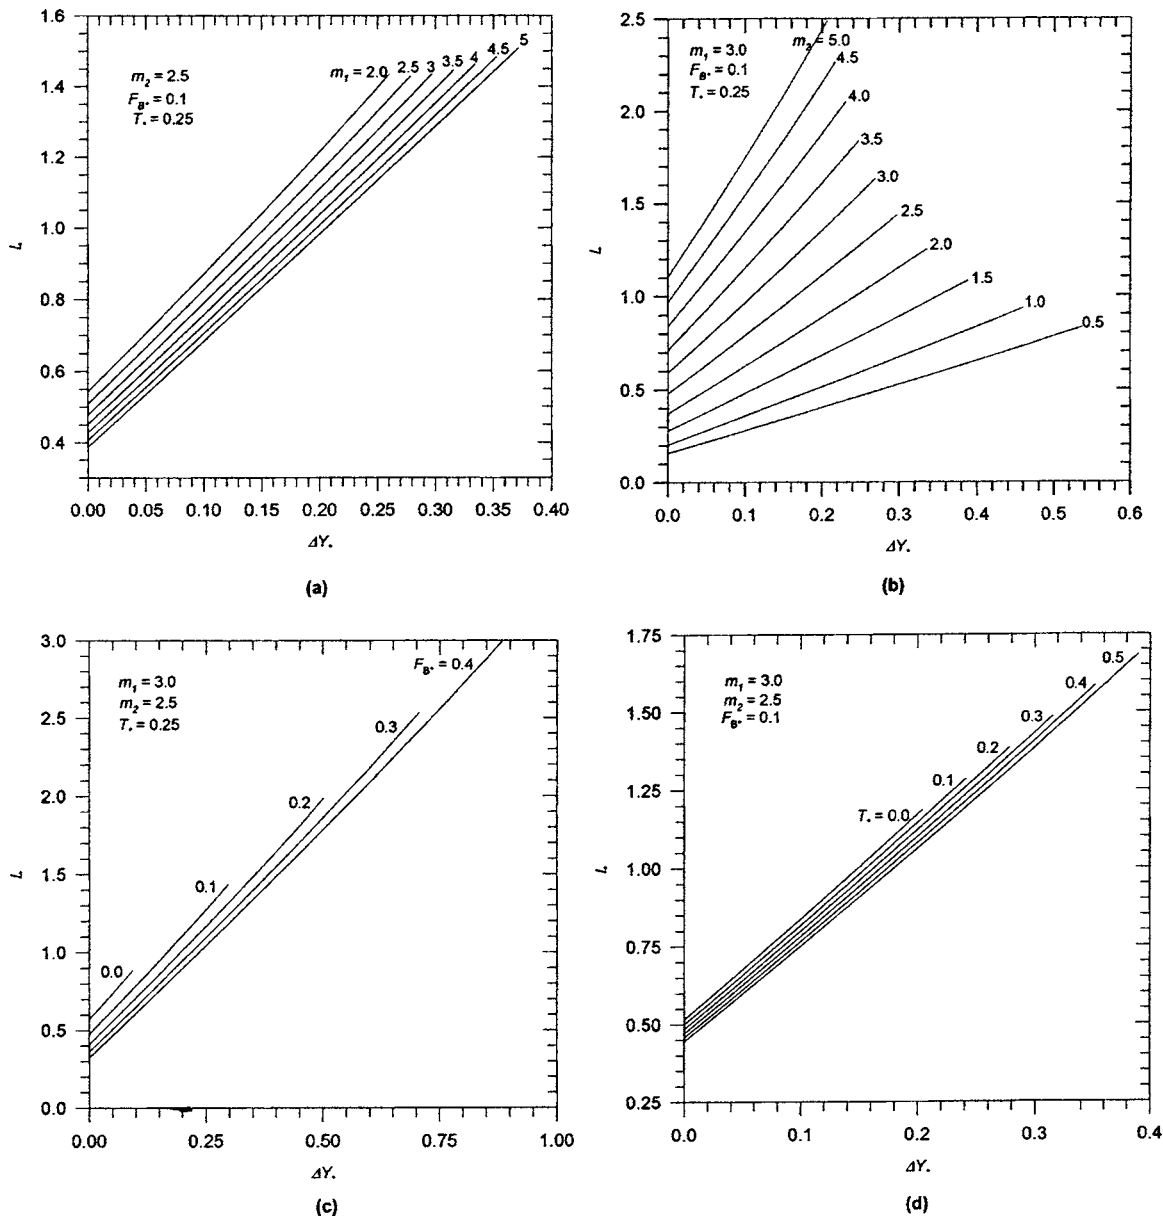 1.6
1.4
1.2
1.0
0.8
0.6
0.4
L
m2 = 2.5
FB* = 0.1
T* = 0.25
m1 = 2.0 2.5 3 3.5 4 4.5 5
0.00 0.05 0.10 0.15 0.20 0.25 0.30 0.35 0.40
ΔY*
(a)
2.5
2.0
1.5
1.0
0.5
0.0
L
m1 = 3.0
FB* = 0.1
T* = 0.25
m2 = 5.0
4.5
4.0
3.5
3.0
2.5
2.0
1.5
1.0
0.5
0.0 0.1 0.2 0.3 0.4 0.5 0.6
ΔY*
(b)
3.0
2.5
2.0
1.5
1.0
0.5
0.0
L
m1 = 3.0
m2 = 2.5
T* = 0.25
FB* = 0.4
0.3
0.2
0.1
0.0
0.00 0.25 0.50 0.75 1.00
ΔY*
(c)
1.75
1.50
1.25
1.00
0.75
0.50
0.25
L
m1 = 3.0
m2 = 2.5
FB* = 0.1
0.5
0.4
0.3
0.2
0.1
T* = 0.0
0.0 0.1 0.2 0.3 0.4
ΔY*
(d)